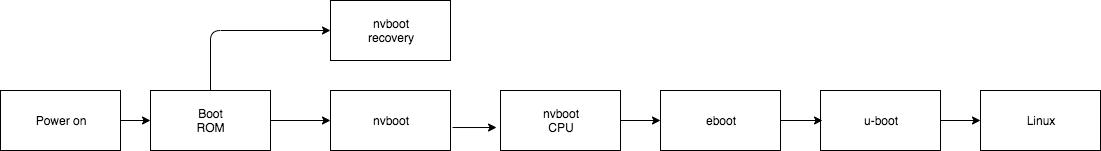 nvboot
recovery
Power on
Boot
ROM
nvboot
nvboot
CPU
eboot
u-boot
Linux